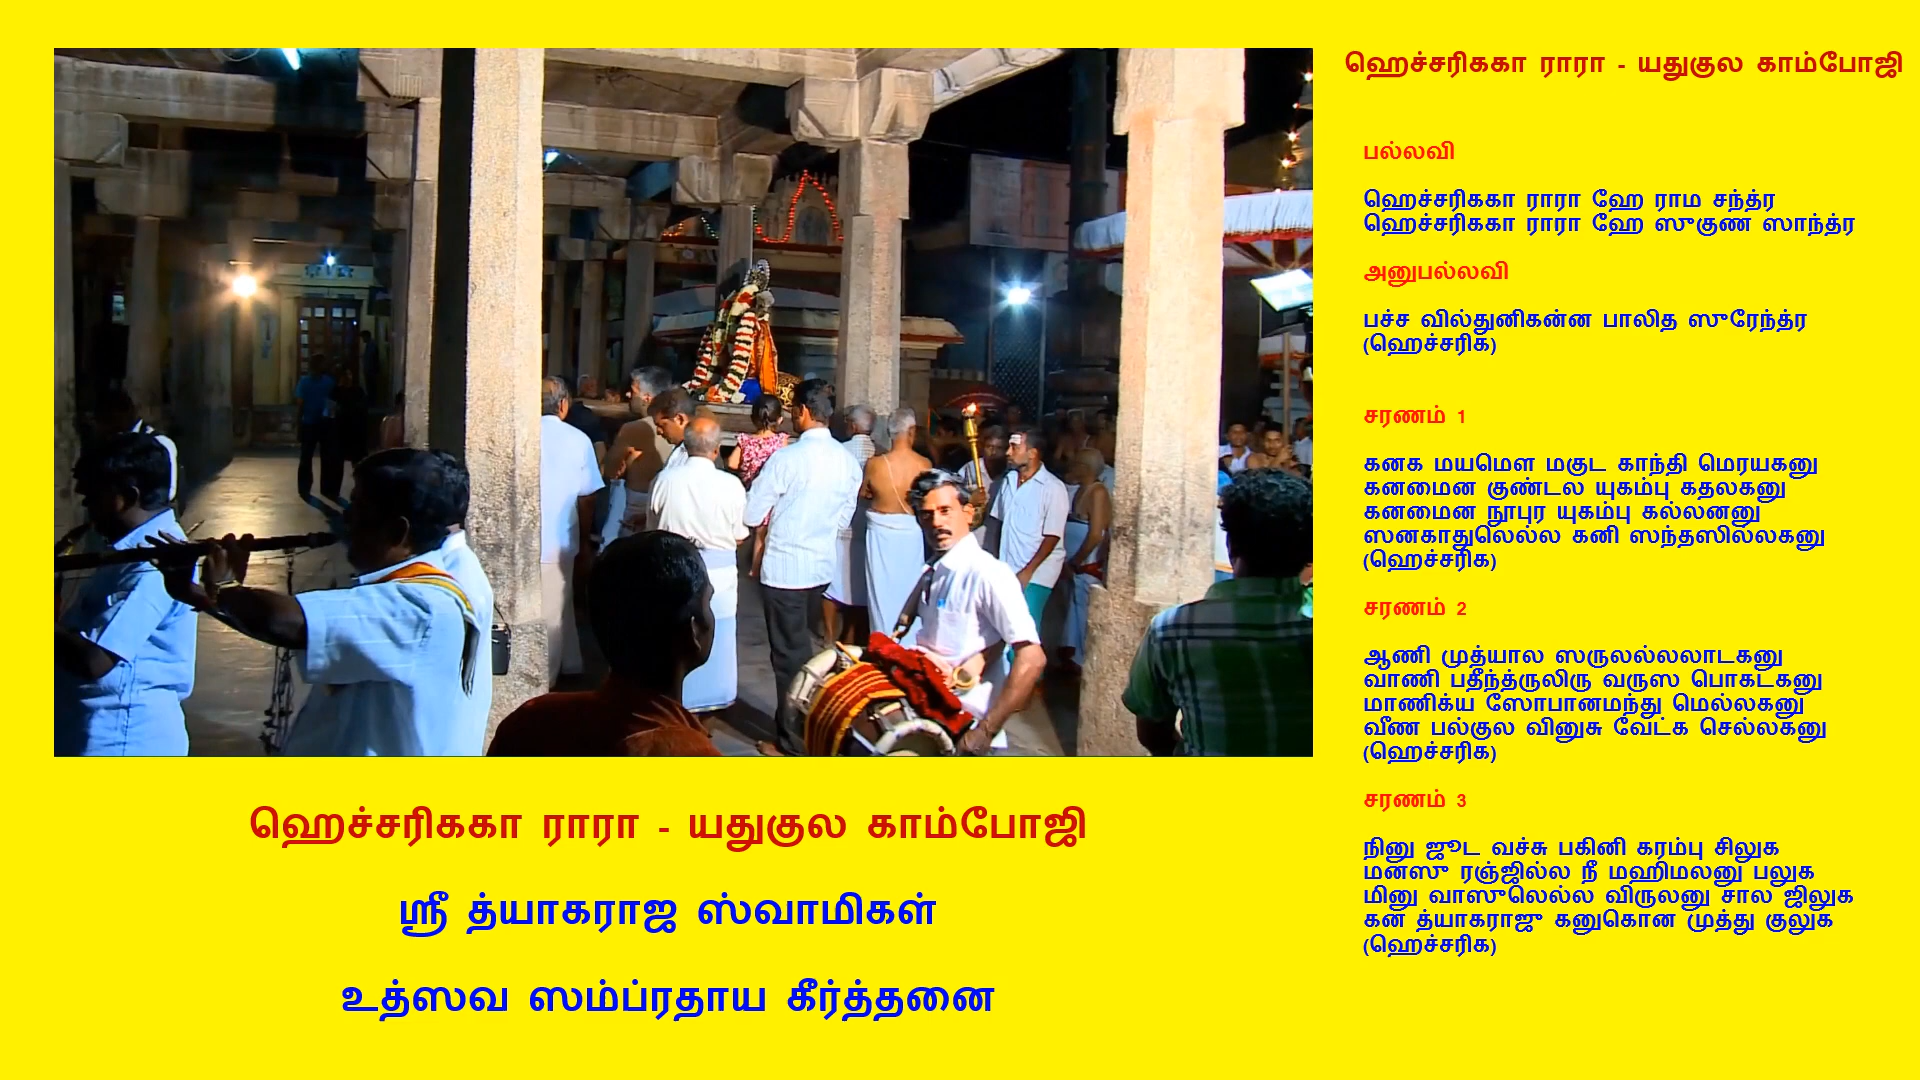 ஹெச்சரிககா ராரா - யதுகுல காம்போஜி
பல்லவி
ஹெச்சரிககா ராரா ஹே ராம சந்த்ர
ஹெச்சரிககா ராரா ஹே ஸுகுண ஸாந்த்ர
அனுபல்லவி
பச்ச வில்துனிகன்ன பாலித ஸுரேந்த்ர
(ஹெச்சரிக)
சரணம் 1
கனக மயமௌ மகுட காந்தி மெரயகனு
கனமைன குண்டல யுகம்பு கதலகனு
கனமைன நூபுர யுகம்பு கல்லனனு
ஸனகாதுலெல்ல கனி ஸந்தஸில்லகனு
(ஹெச்சரிக)
சரணம் 2
ஆணி முத்யால ஸருலல்லலாடகனு
வாணி பதீந்த்ருலிரு வருஸ பொகடகனு
மாணிக்ய ஸோபானமந்து மெல்லகனு
வீண பல்குல வினுசு வேட்க செல்லகனு
(ஹெச்சரிக)
சரணம் 3
நினு ஜூட வச்சு பகினி கரம்பு சிலுக
மனஸு ரஞ்ஜில்ல நீ மஹிமலனு பலுக
மினு வாஸுலெல்ல விருலனு சால ஜிலுக
கன த்யாகராஜு கனுகொன முத்து குலுக
(ஹெச்சரிக)
ஹெச்சரிககா ராரா - யதுகுல காம்போஜி
ஸ்ரீ த்யாகராஜ ஸ்வாமிகள்
உத்ஸவ ஸம்ப்ரதாய கீர்த்தனை